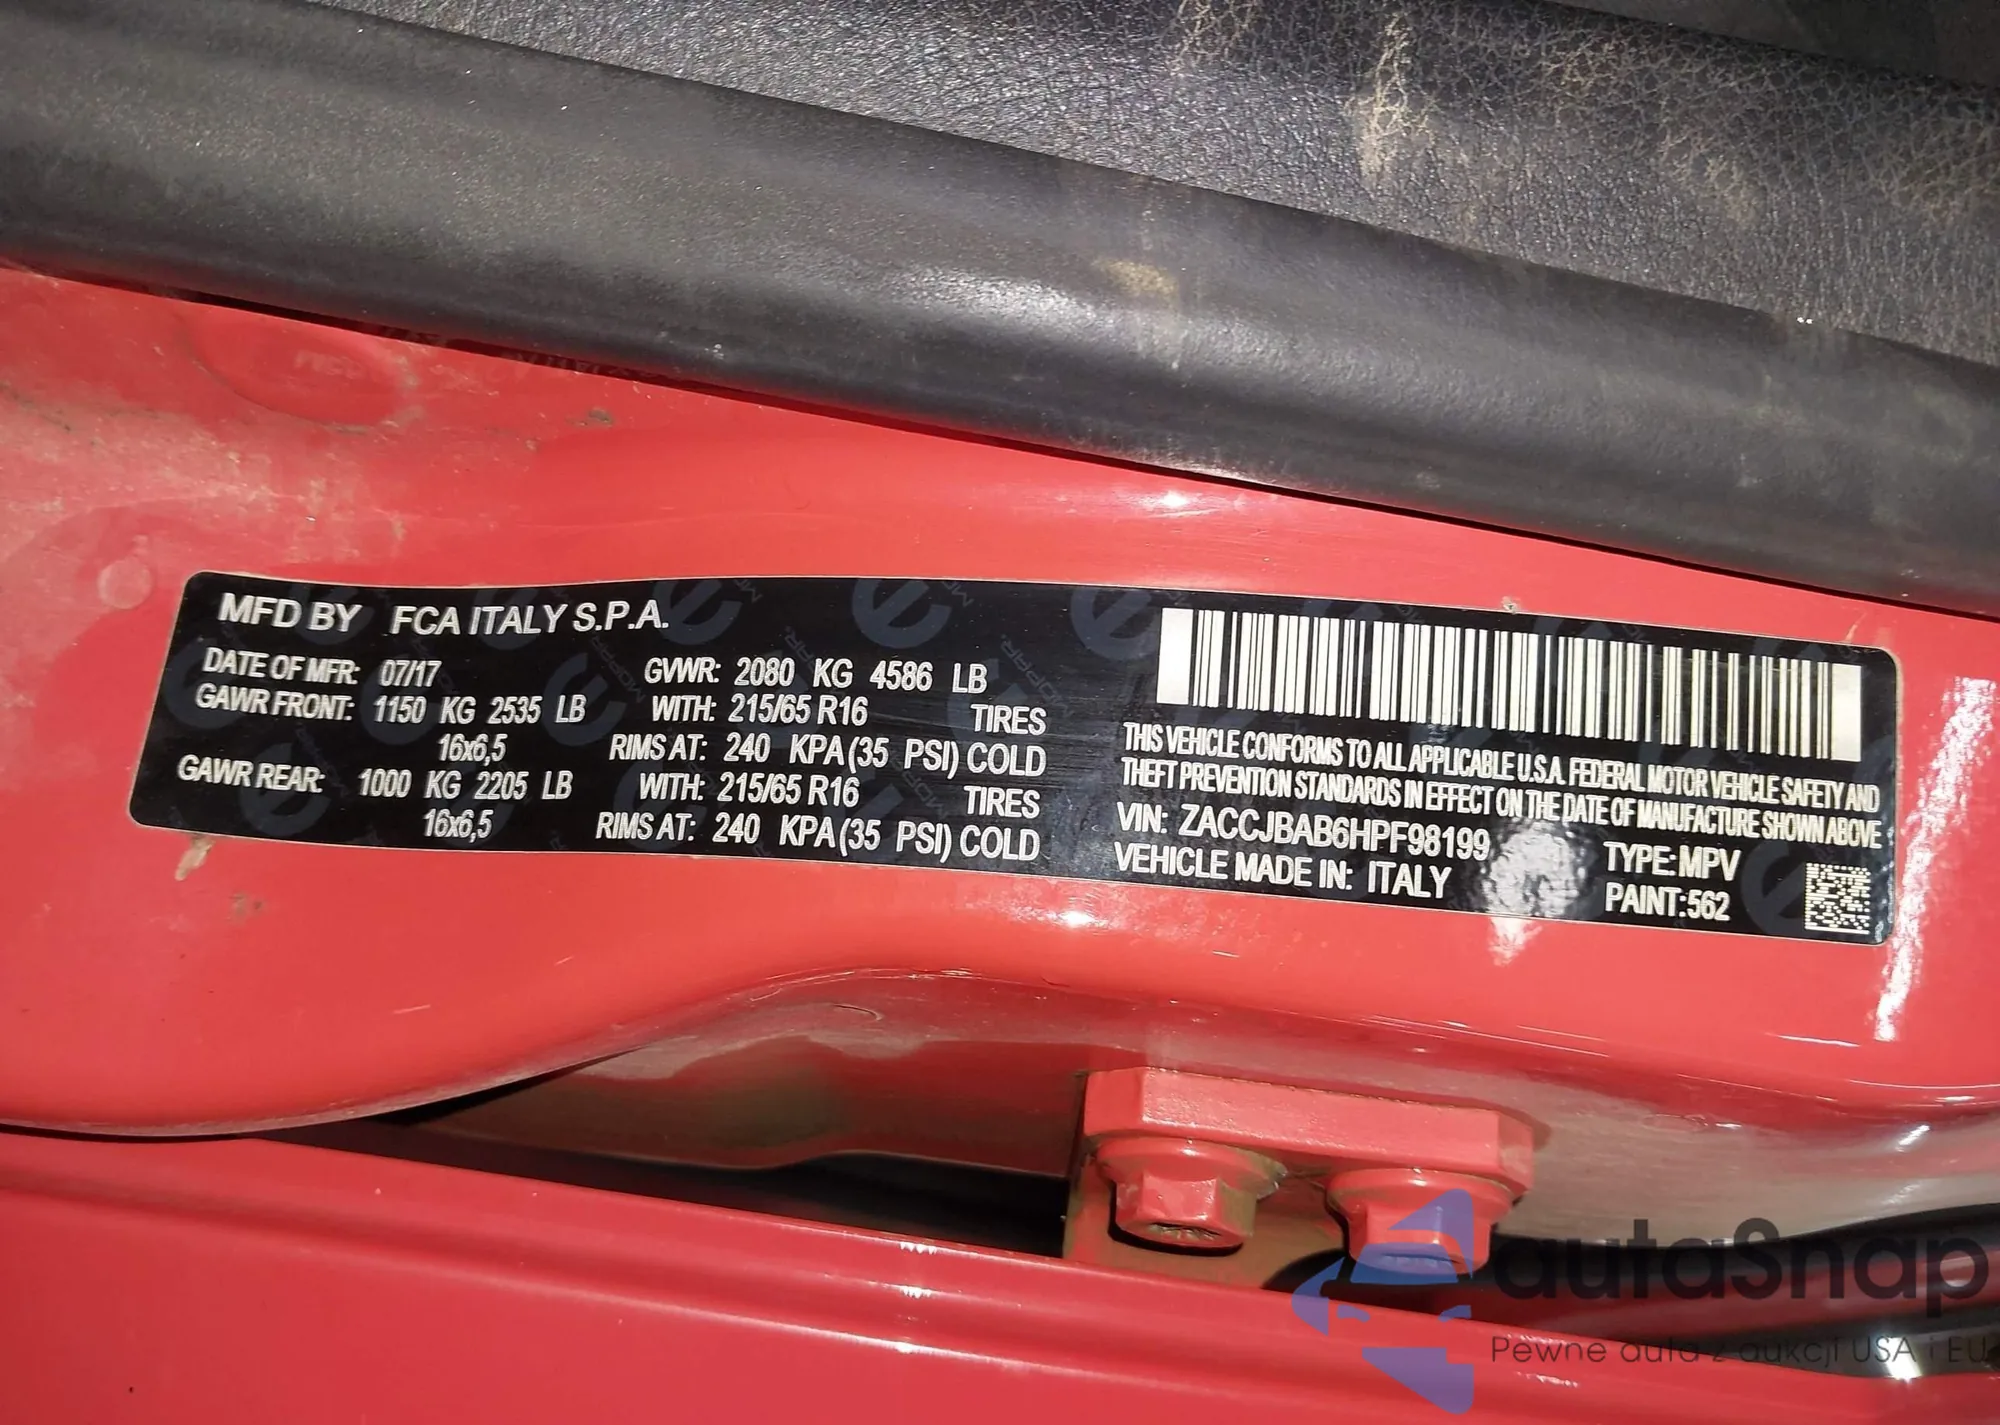 MFD BY FCA ITALY S.P.A.
DATE OF MFR: 07/17 GVWR: 2080 KG 4586 LB
GAWR FRONT: 1150 KG 2535 LB WITH: 215/65 R16 TIRES
16x6,5 RIMS AT: 240 KPA(35 PSI) COLD
GAWR REAR: 1000 KG 2205 LB WITH: 215/65 R16 TIRES
16x6,5 RIMS AT: 240 KPA(35 PSI) COLD
THIS VEHICLE CONFORMS TO ALL APPLICABLE U.S.A. FEDERAL MOTOR VEHICLE SAFETY AND
THEFT PREVENTION STANDARDS IN EFFECT ON THE DATE OF MANUFACTURE SHOWN ABOVE
VIN: ZACCJBAB6HPF98199 TYPE:MPV
VEHICLE MADE IN: ITALY PAINT:562
autaSnap
Pewne auta z aukcji USA i EU